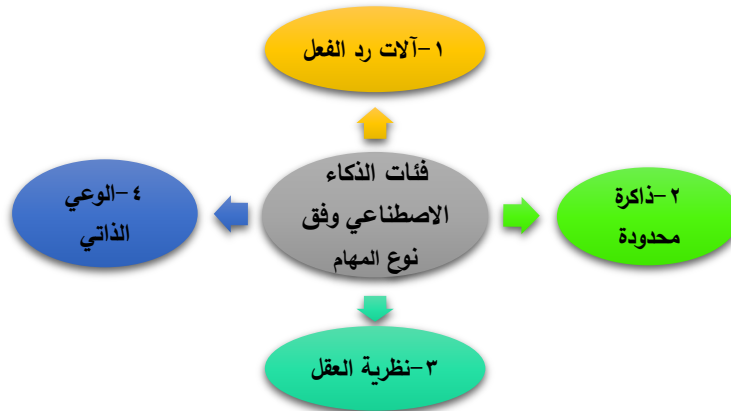 ١-آلات رد الفعل
فئات الذكاء
الاصطناعي وفق
نوع المهام
٢-ذاكرة
محدودة
٣-نظرية العقل
٤-الوعي
الذاتي